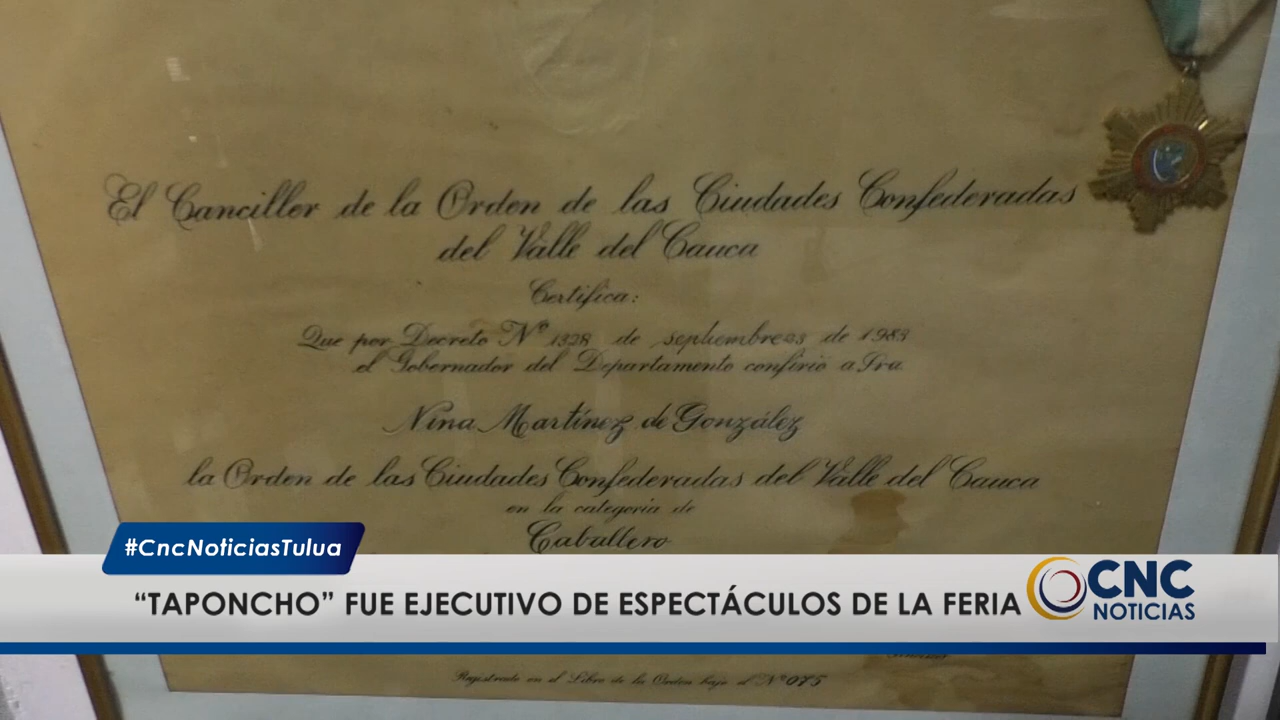 El Canciller de la Orden de las Ciudades Confederadas
del Valle del Cauca
Certifica:
Que por Decreto Nº 1328 de septiembre 23 de 1983
el Gobernador del Departamento confirió a Sra
Nina Martínez de González
la Orden de las Ciudades Confederadas del Valle del Cauca
en la categoría de
Caballero
#CncNoticiasTulua
“TAPONCHO” FUE EJECUTIVO DE ESPECTÁCULOS DE LA FERIA
CNC
NOTICIAS
Registrado en el Libro de la Orden bajo el Nº 075